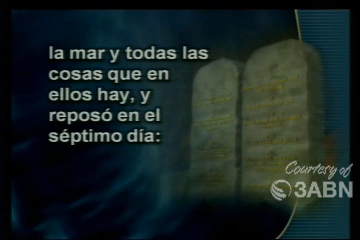 la mar y todas las
cosas que en
ellos hay, y
reposó en el
séptimo día:
Courtesy of
3ABN